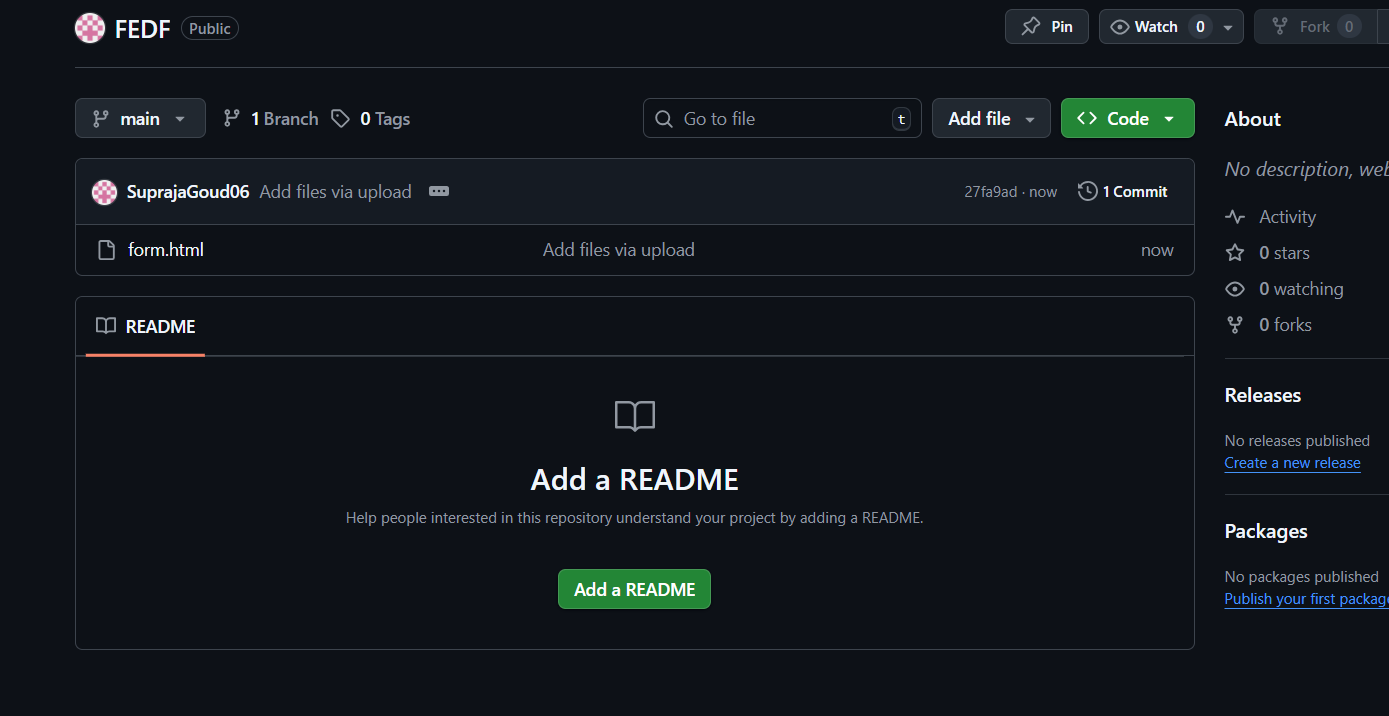 FEDF Public
Pin
Watch 0
Fork 0
main
1 Branch
0 Tags
Go to file t
Add file
Code
SuprajaGoud06 Add files via upload
27fa9ad · now
1 Commit
form.html Add files via upload now
README
Add a README
Help people interested in this repository understand your project by adding a README.
Add a README
About
No description, web
Activity
0 stars
0 watching
0 forks
Releases
No releases published
Create a new release
Packages
No packages published
Publish your first package